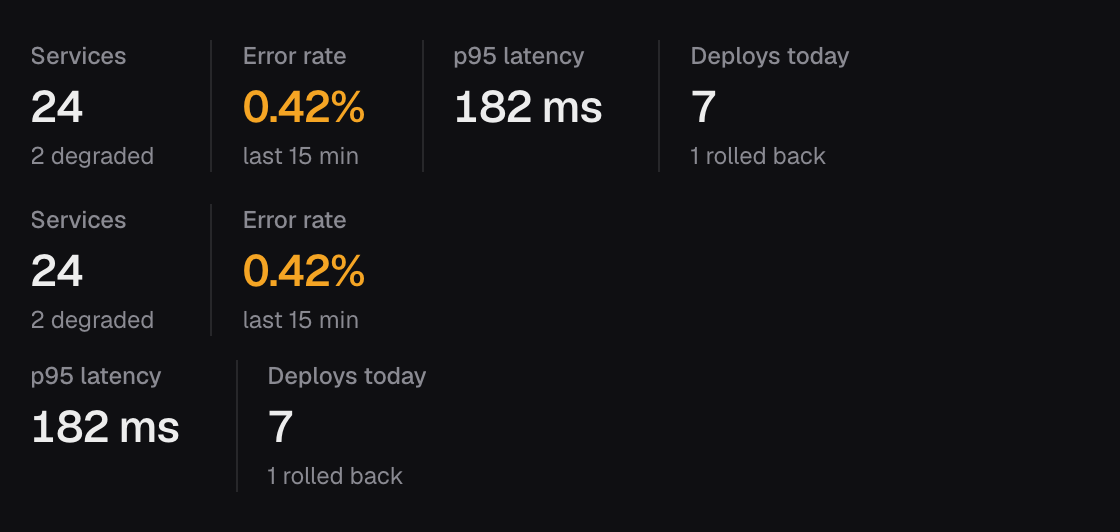 Services Error rate p95 latency Deploys today
24 0.42% 182 ms 7
2 degraded last 15 min 1 rolled back
Services Error rate
24 0.42%
2 degraded last 15 min
p95 latency Deploys today
182 ms 7
1 rolled back